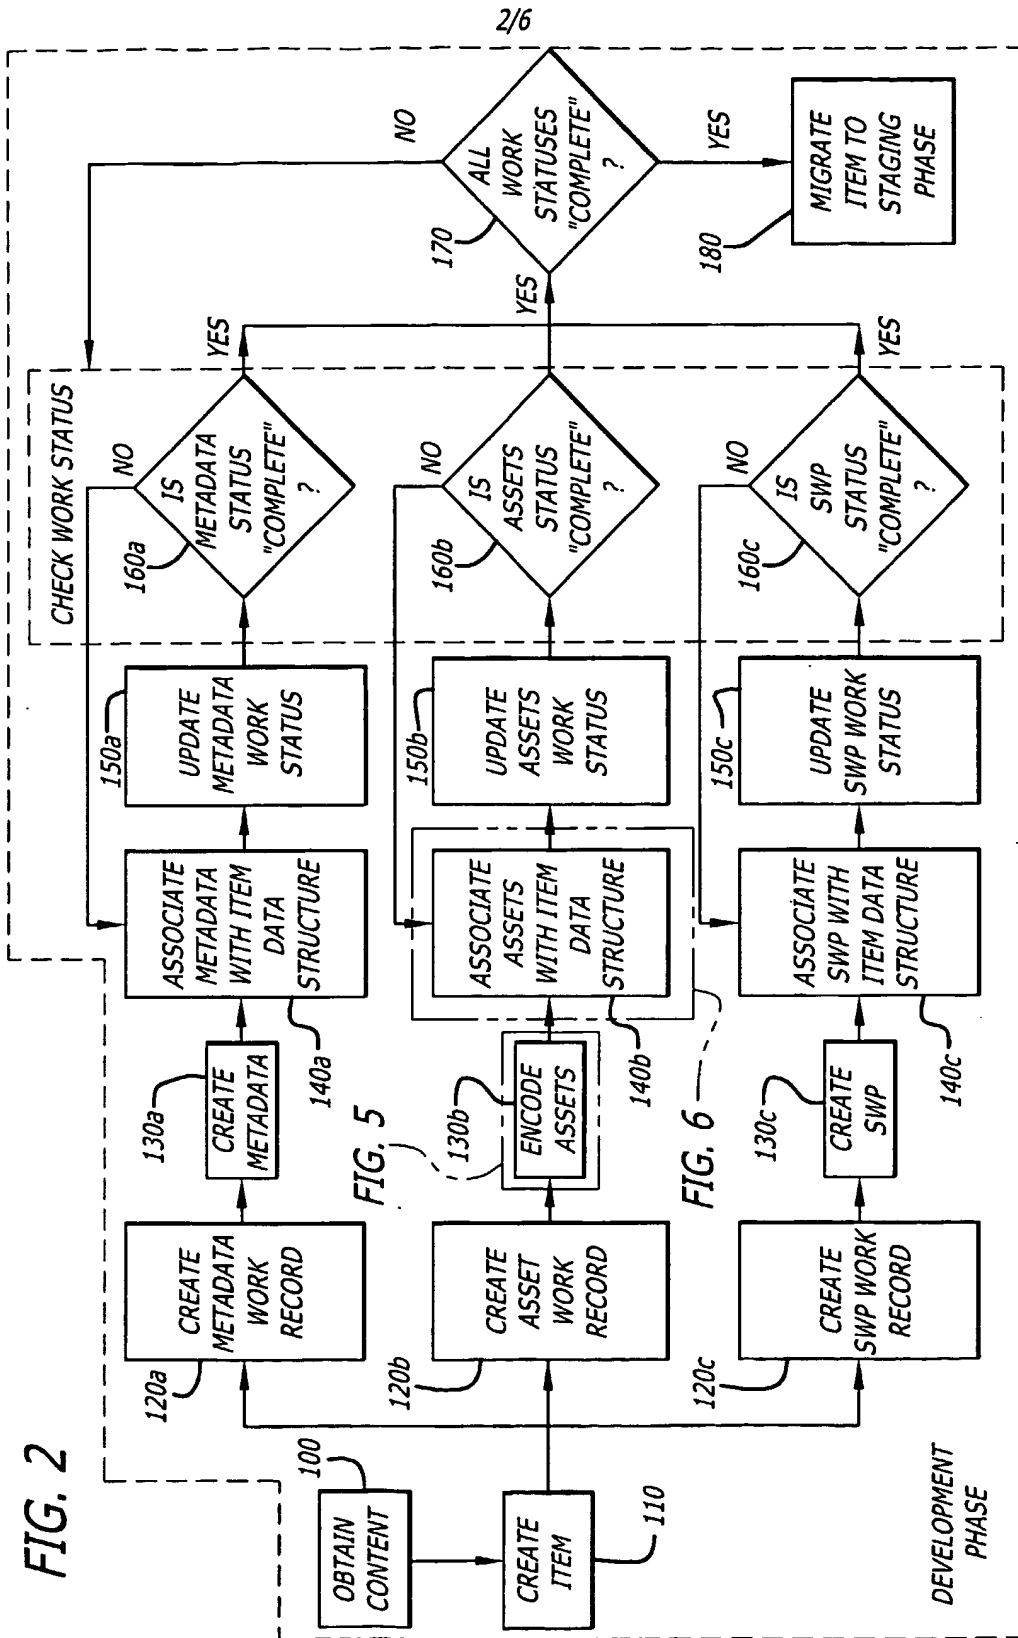 2/6
FIG. 2
OBTAIN
CONTENT
100
CREATE
ITEM
110
CREATE
METADATA
WORK
RECORD
120a
CREATE
METADATA
130a
ASSOCIATE
METADATA
WITH ITEM
DATA
STRUCTURE
140a
UPDATE
METADATA
WORK
STATUS
150a
CHECK WORK STATUS
IS
METADATA
STATUS
"COMPLETE"
?
160a
NO
YES
CREATE
ASSET
WORK
RECORD
120b
FIG. 5
ENCODE
ASSETS
130b
ASSOCIATE
ASSETS
WITH ITEM
DATA
STRUCTURE
140b
FIG. 6
UPDATE
ASSETS
WORK
STATUS
150b
IS
ASSETS
STATUS
"COMPLETE"
?
160b
NO
YES
CREATE
SWP WORK
RECORD
120c
CREATE
SWP
130c
ASSOCIATE
SWP WITH
ITEM DATA
STRUCTURE
140c
UPDATE
SWP WORK
STATUS
150c
IS
SWP
STATUS
"COMPLETE"
?
160c
NO
YES
ALL
WORK
STATUSES
"COMPLETE"
?
170
NO
YES
MIGRATE
ITEM TO
STAGING
PHASE
180
DEVELOPMENT
PHASE